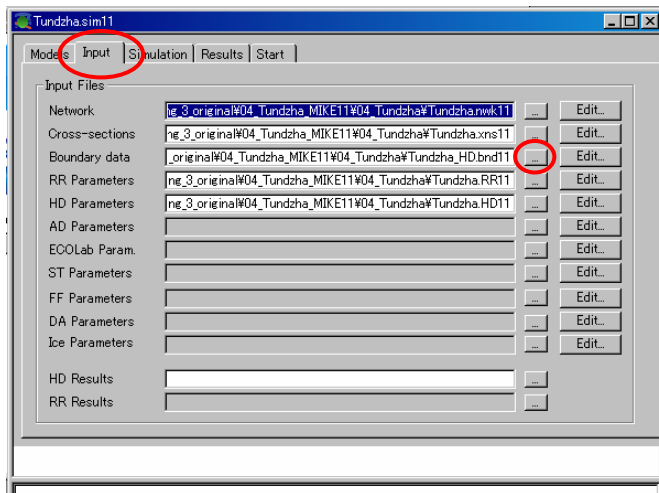 Tundzha.sim11
Models Input Simulation Results Start
Input Files
Network ng_3_original¥04_Tundzha_MIKE11¥04_Tundzha¥Tundzha.nwk11 ... Edit...
Cross-sections ng_3_original¥04_Tundzha_MIKE11¥04_Tundzha¥Tundzha.xns11 ... Edit...
Boundary data _original¥04_Tundzha_MIKE11¥04_Tundzha¥Tundzha_HD.bnd11 ... Edit...
RR Parameters ng_3_original¥04_Tundzha_MIKE11¥04_Tundzha¥Tundzha.RR11 ... Edit...
HD Parameters ng_3_original¥04_Tundzha_MIKE11¥04_Tundzha¥Tundzha.HD11 ... Edit...
AD Parameters ... Edit...
ECOLab Param. ... Edit...
ST Parameters ... Edit...
FF Parameters ... Edit...
DA Parameters ... Edit...
Ice Parameters ... Edit...
HD Results ...
RR Results ...